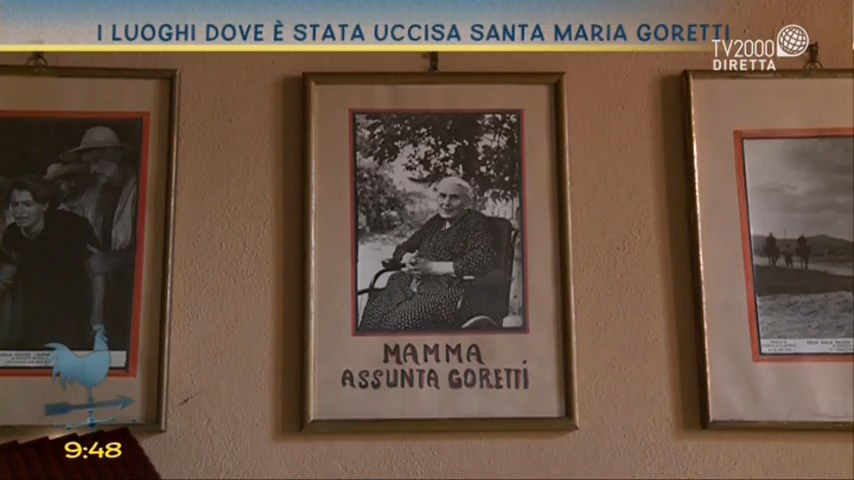 I LUOGHI DOVE È STATA UCCISA SANTA MARIA GORETTI
TV2000
DIRETTA
MAMMA
ASSUNTA GORETTI
9:48